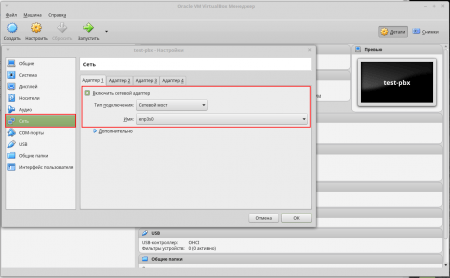 Oracle VM VirtualBox Менеджер
Файл Машина Справка
Создать Настроить Сбросить Запустить
Детали Снимки
test-pbx - Настройки
Общие
Система
Дисплей
Носители
Аудио
Сеть
COM-порты
USB
Общие папки
Интерфейс пользователя
Сеть
Адаптер 1 Адаптер 2 Адаптер 3 Адаптер 4
Включить сетевой адаптер
Тип подключения: Сетевой мост
Имя: enp3s0
Дополнительно
Отмена OK
Превью
test-pbx
USB
USB-контроллер: OHCI
Фильтры устройств: 0 (0 активно)
Общие папки